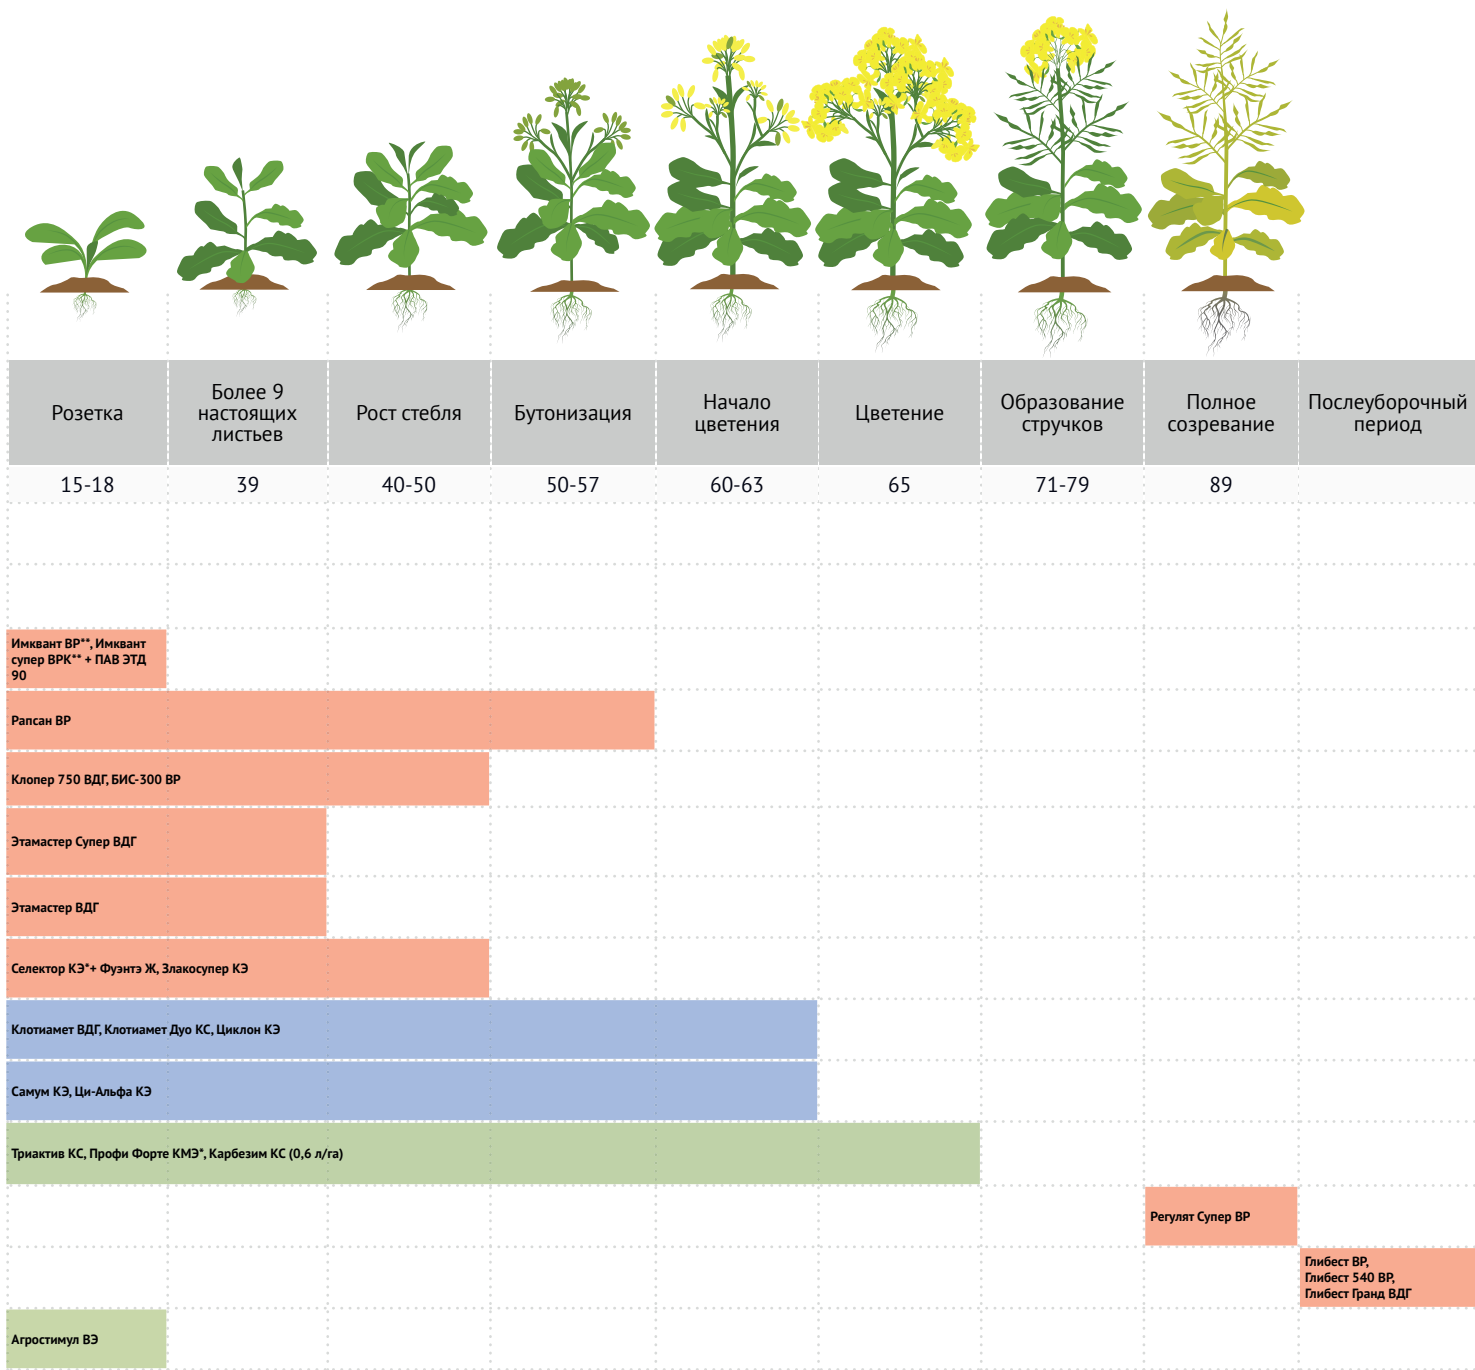 Розетка
Более 9
настоящих
листьев
Рост стебля
Бутонизация
Начало
цветения
Цветение
Образование
стручков
Полное
созревание
Послеуборочный
период
15-18
39
40-50
50-57
60-63
65
71-79
89
Имквант ВР**, Имквант
супер ВРК** + ПАВ ЭТД
90
Рапсан ВР
Клопер 750 ВДГ, БИС-300 ВР
Этамастер Супер ВДГ
Этамастер ВДГ
Селектор КЭ*+ Фуэнтэ Ж, Злакосупер КЭ
Клотиамет ВДГ, Клотиамет Дуо КС, Циклон КЭ
Самум КЭ, Ци-Альфа КЭ
Триактив КС, Профи Форте КМЭ*, Карбезим КС (0,6 л/га)
Регулят Супер ВР
Глибест ВР,
Глибест 540 ВР,
Глибест Гранд ВДГ
Агростимул ВЭ